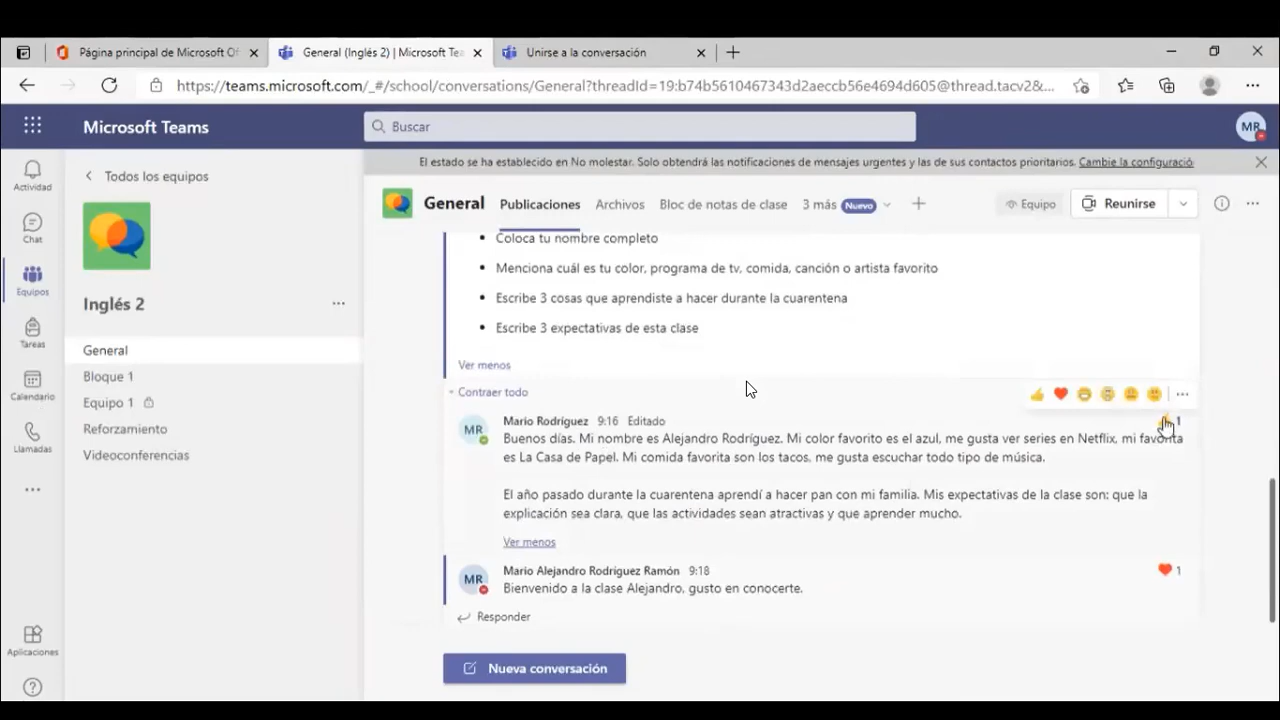 Página principal de Microsoft Of
General (Inglés 2) | Microsoft Tea
Unirse a la conversación
https://teams.microsoft.com/_#/school/conversations/General?threadId=19:b74b5610467343d2aeccb56e4694d605@thread.tacv2&...
Microsoft Teams
Buscar
MR
El estado se ha establecido en No molestar. Solo obtendrá las notificaciones de mensajes urgentes y las de sus contactos prioritarios. Cambie la configuració
Actividad
Chat
Equipos
Tareas
Calendario
Llamadas
Aplicaciones
Todos los equipos
Inglés 2
General
Bloque 1
Equipo 1
Reforzamiento
Videoconferencias
General
Publicaciones
Archivos
Bloc de notas de clase
3 más Nuevo
Equipo
Reunirse
• Coloca tu nombre completo
• Menciona cuál es tu color, programa de tv, comida, canción o artista favorito
• Escribe 3 cosas que aprendiste a hacer durante la cuarentena
• Escribe 3 expectativas de esta clase
Ver menos
Contraer todo
MR
Mario Rodríguez 9:16 Editado
1
Buenos días. Mi nombre es Alejandro Rodríguez. Mi color favorito es el azul, me gusta ver series en Netflix, mi favorita
es La Casa de Papel. Mi comida favorita son los tacos, me gusta escuchar todo tipo de música.
El año pasado durante la cuarentena aprendí a hacer pan con mi familia. Mis expectativas de la clase son: que la
explicación sea clara, que las actividades sean atractivas y que aprender mucho.
Ver menos
MR
Mario Alejandro Rodríguez Ramón 9:18
1
Bienvenido a la clase Alejandro, gusto en conocerte.
Responder
Nueva conversación